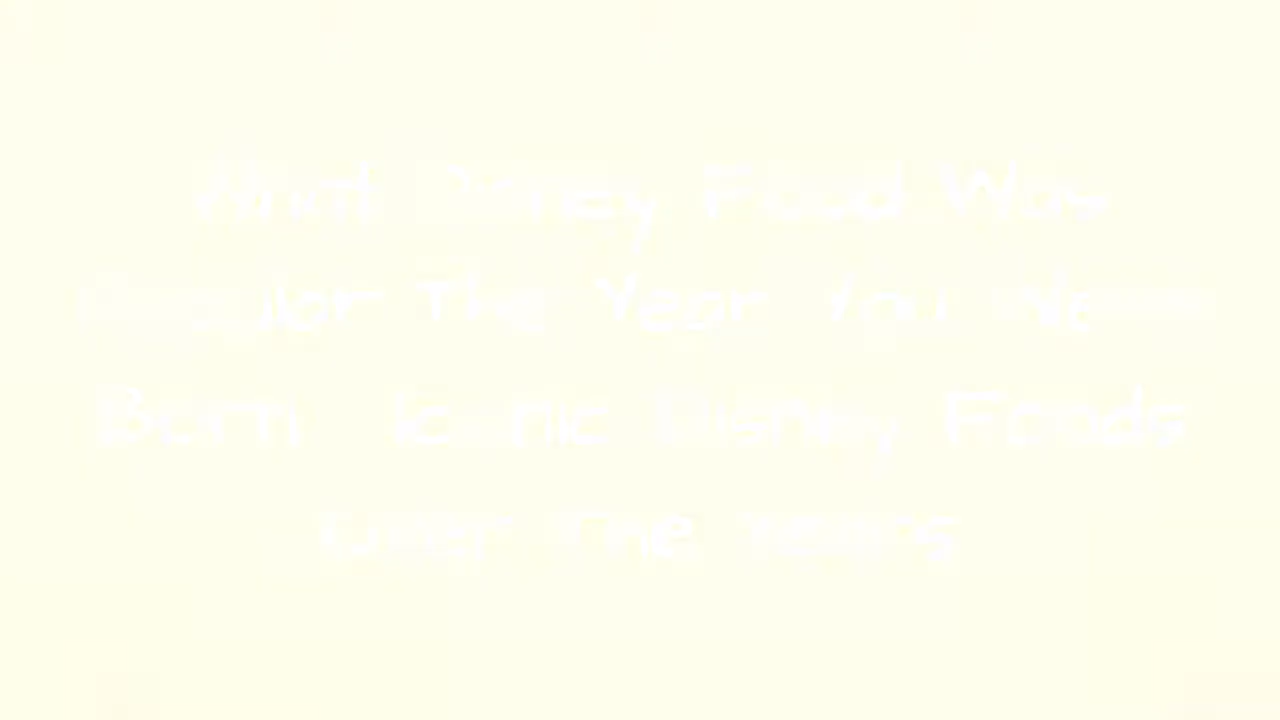 What Disney Food Was
Popular The Year You Were
Born Iconic Disney Foods
Over The Years